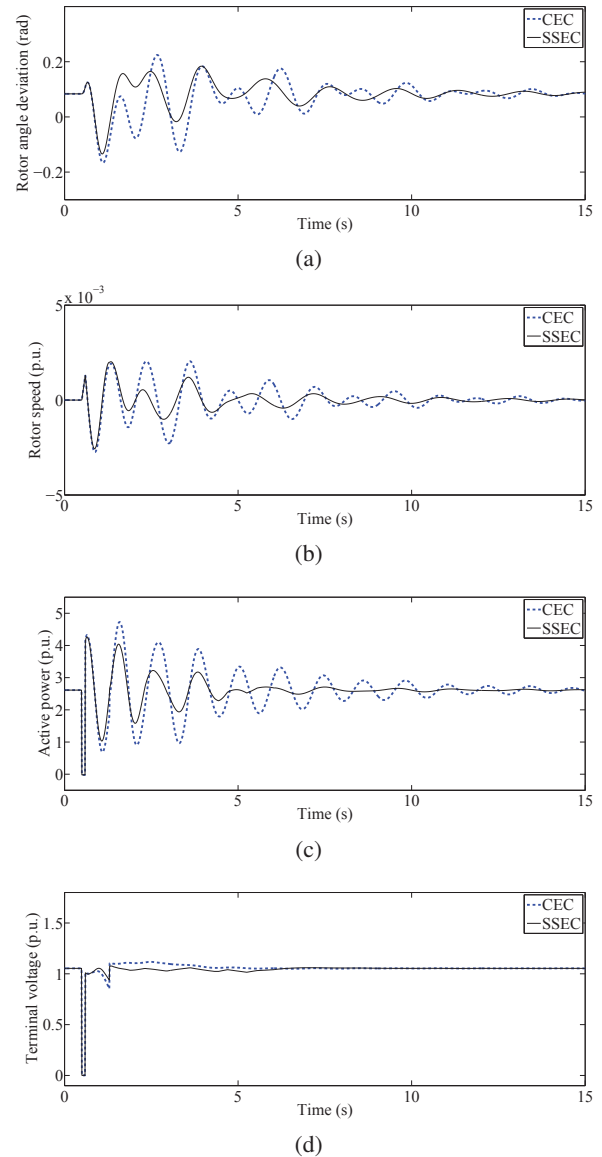 CEC
SSEC
Rotor angle deviation (rad)
0.2
0
−0.2
0 5 10 15
Time (s)
(a)
5 x 10⁻³
CEC
SSEC
Rotor speed (p.u.)
0
−5
0 5 10 15
Time (s)
(b)
CEC
SSEC
Active power (p.u.)
5
4
3
2
1
0
0 5 10 15
Time (s)
(c)
CEC
SSEC
Terminal voltage (p.u.)
1.5
1
0.5
0
0 5 10 15
Time (s)
(d)